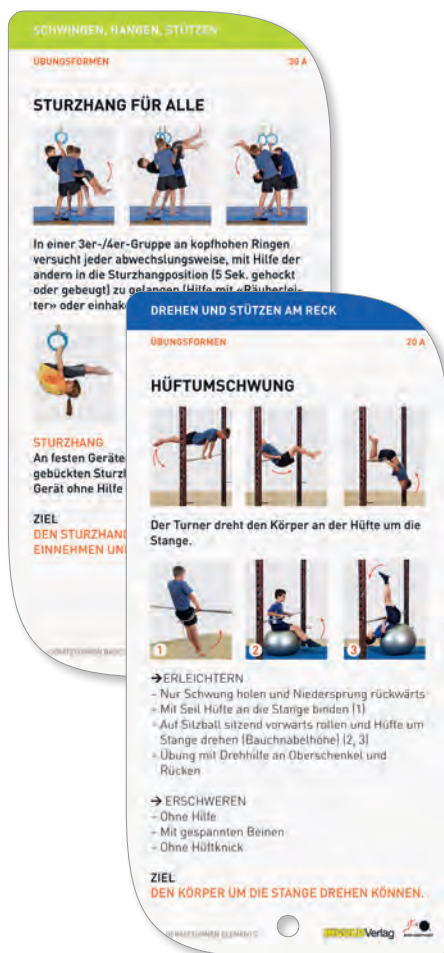 SCHWINGEN, HANGEN, STÜTZEN
ÜBUNGSFORMEN 30 A
STURZHANG FÜR ALLE
In einer 3er-/4er-Gruppe an kopfhohen Ringen
versucht jeder abwechslungsweise, mit Hilfe der
andern in die Sturzhangposition (5 Sek. gehockt
oder gebeugt) zu gelangen (Hilfe mit «Räuberlei-
ter» oder einhak
STURZHANG
An festen Geräte
gebückten Sturz
Gerät ohne Hilfe
ZIEL
DEN STURZHANG
EINNEHMEN UN
GERÄTETURNEN BASIC
DREHEN UND STÜTZEN AM RECK
ÜBUNGSFORMEN 20 A
HÜFTUMSCHWUNG
Der Turner dreht den Körper an der Hüfte um die
Stange.
1 2 3
→ ERLEICHTERN
– Nur Schwung holen und Niedersprung rückwärts
– Mit Seil Hüfte an die Stange binden (1)
– Auf Sitzball sitzend vorwärts rollen und Hüfte um
Stange drehen (Bauchnabelhöhe) (2, 3)
– Übung mit Drehhilfe an Oberschenkel und
Rücken
→ ERSCHWEREN
– Ohne Hilfe
– Mit gespannten Beinen
– Ohne Hüftknick
ZIEL
DEN KÖRPER UM DIE STANGE DREHEN KÖNNEN.
GERÄTETURNEN ELEMENTS
Verlag